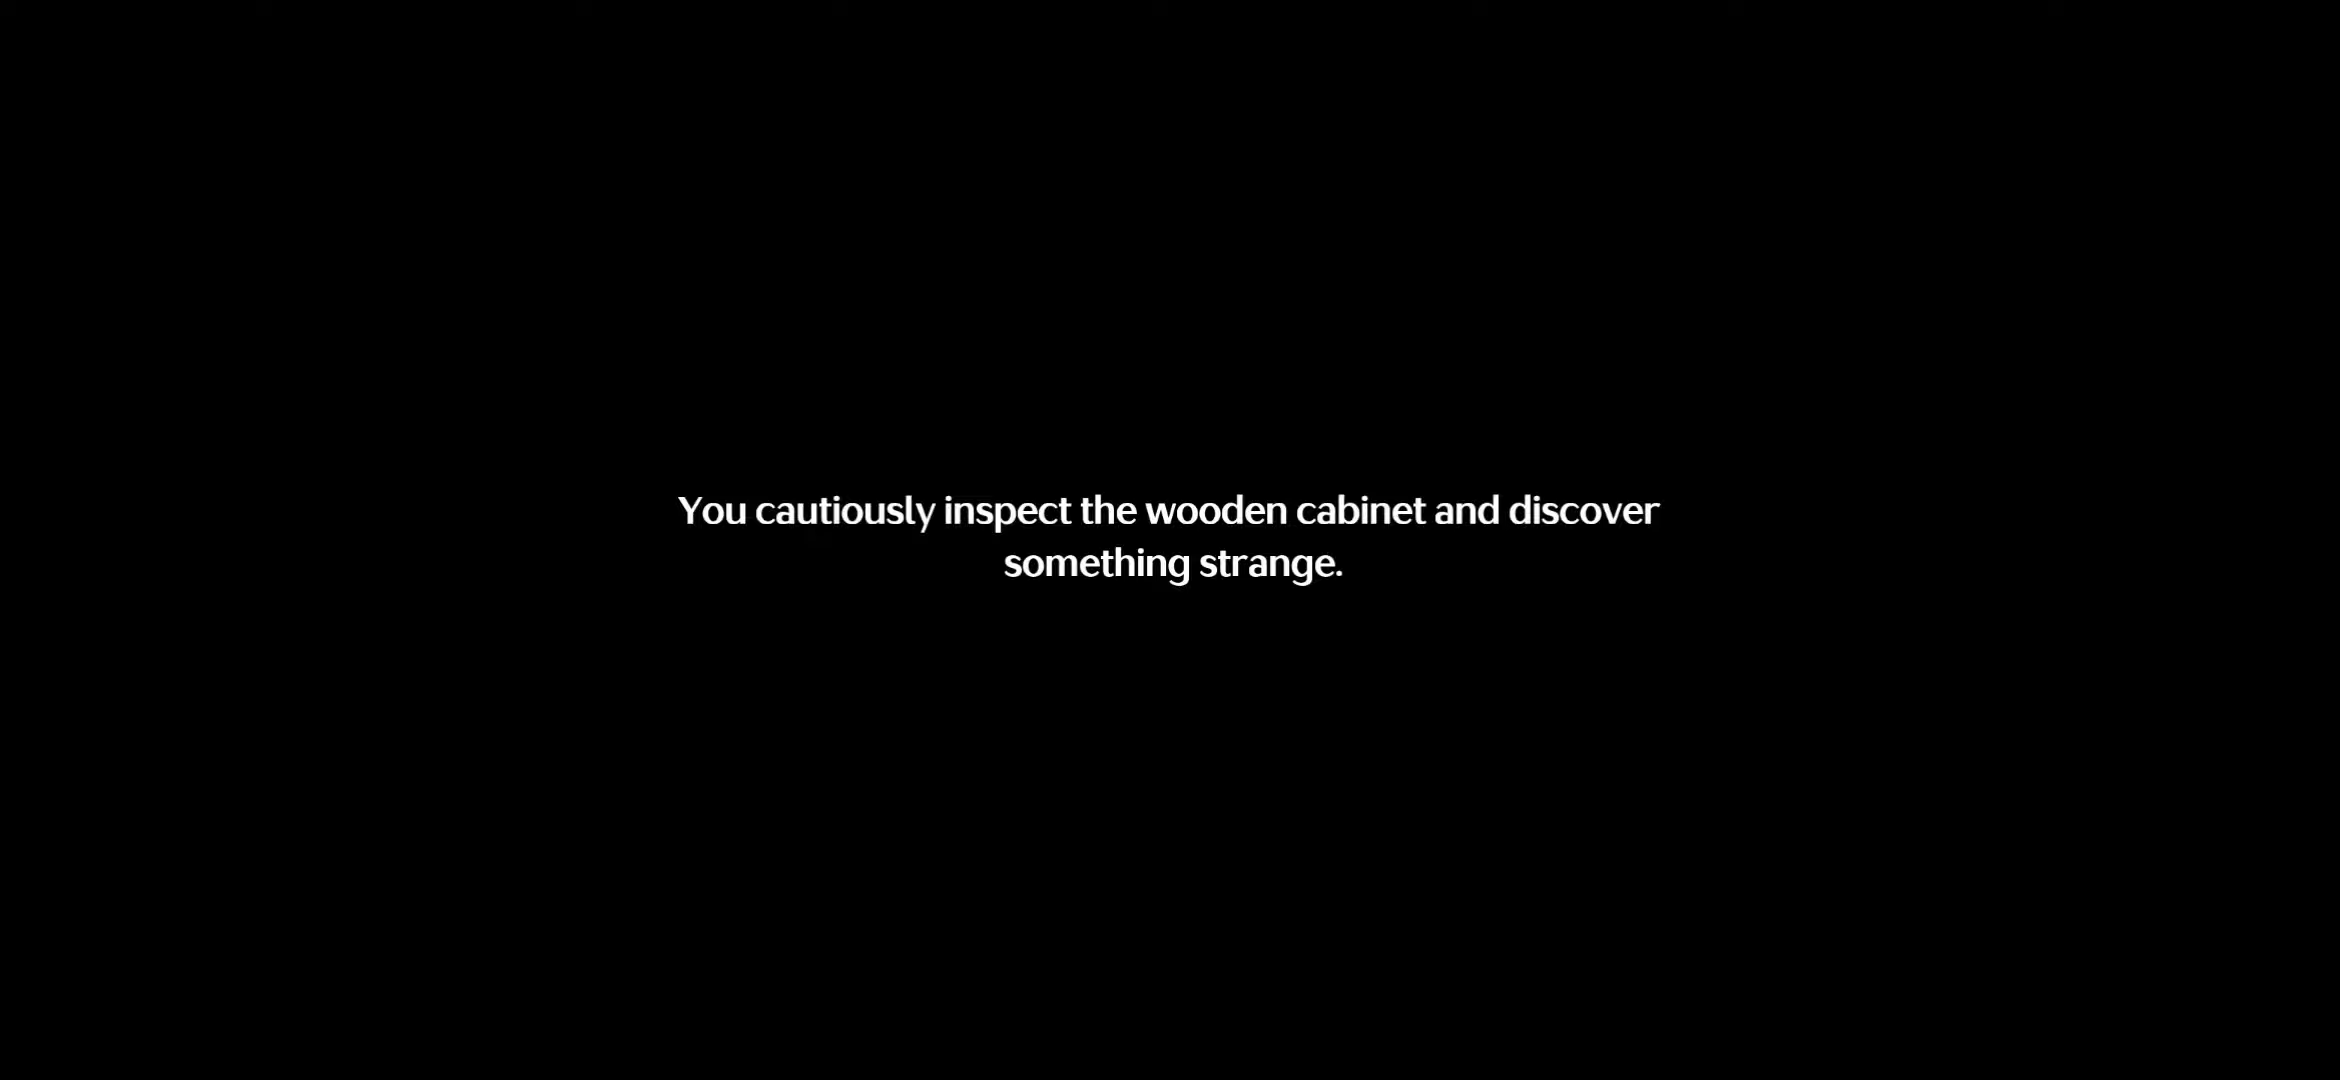 You cautiously inspect the wooden cabinet and discover
something strange.